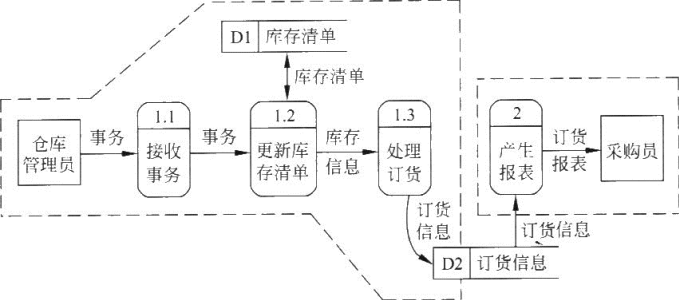 D1 库存清单
库存清单
仓库
管理员
事务
1.1
接收
事务
事务
1.2
更新库
存清单
库存
信息
1.3
处理
订货
订货
信息
D2 订货信息
订货信息
2
产生
报表
订货
报表
采购员